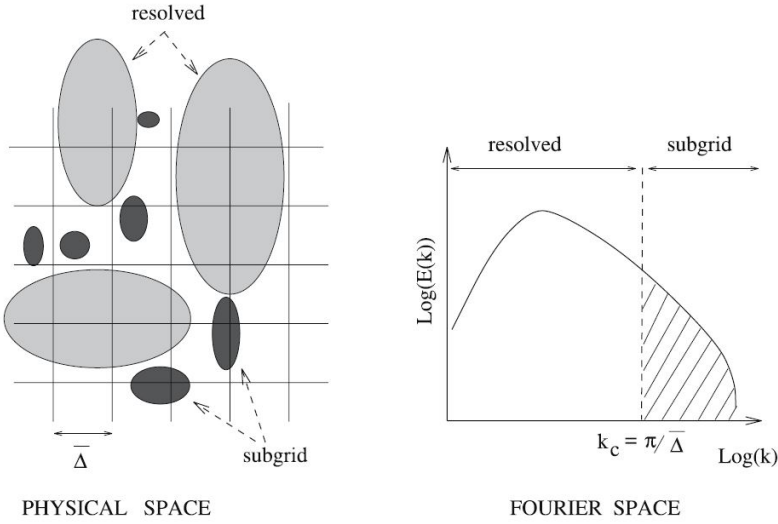 resolved
subgrid
Δ̅
PHYSICAL SPACE
resolved
subgrid
Log(E(k))
k_c = π/Δ̅
Log(k)
FOURIER SPACE